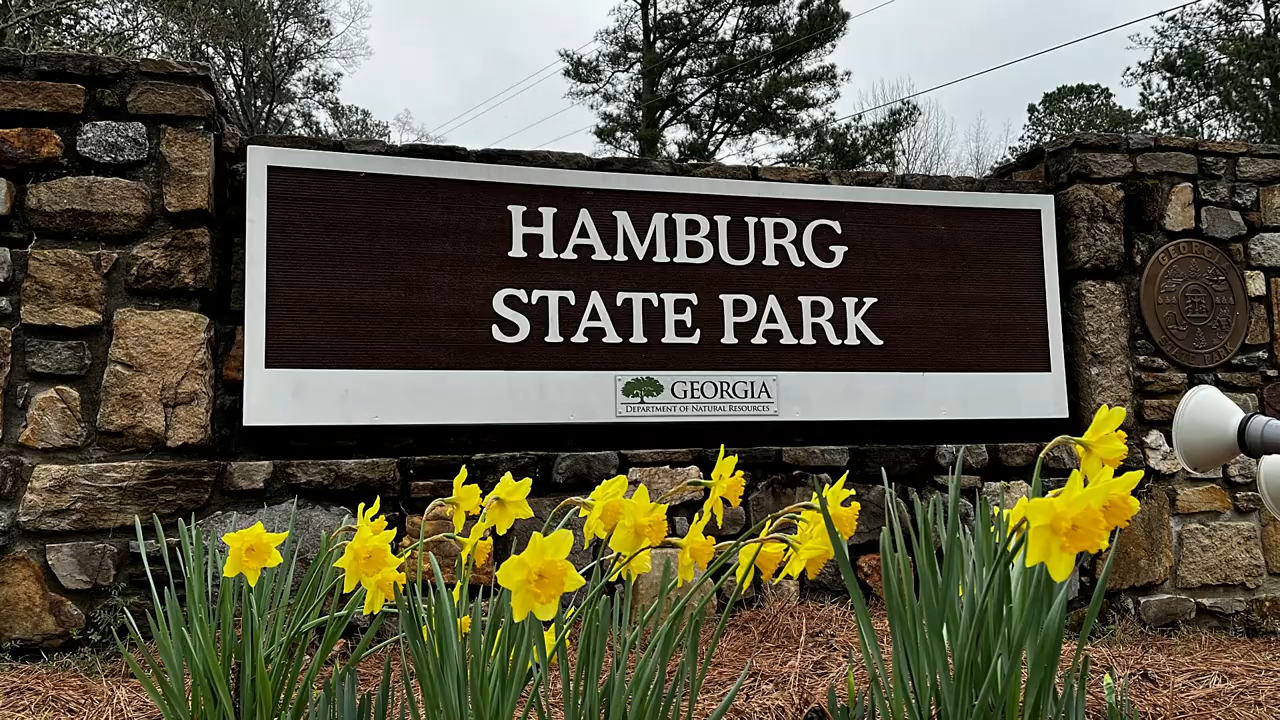 HAMBURG
STATE PARK
GEORGIA
DEPARTMENT OF NATURAL RESOURCES
GEORGIA
STATE PARK